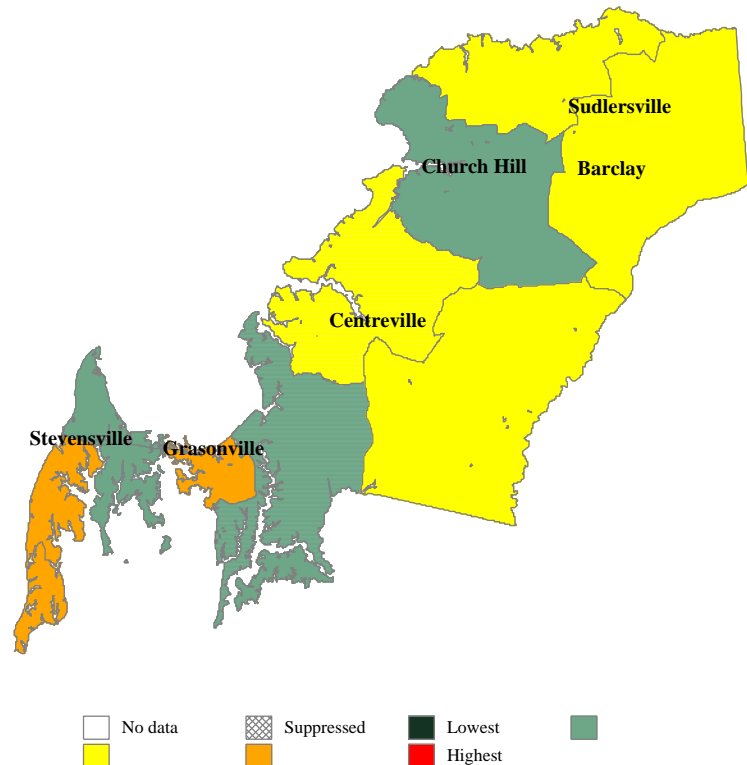 Sudlersville
Church Hill
Barclay
Centreville
Stevensville
Grasonville
No data
Suppressed
Lowest
Highest